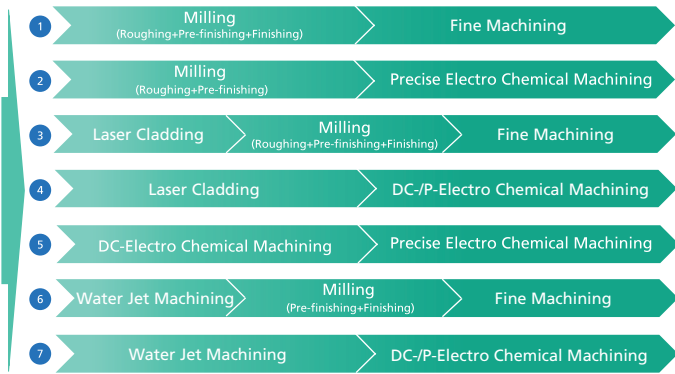 1
Milling
(Roughing+Pre-finishing+Finishing)
Fine Machining
2
Milling
(Roughing+Pre-finishing)
Precise Electro Chemical Machining
3
Laser Cladding
Milling
(Roughing+Pre-finishing+Finishing)
Fine Machining
4
Laser Cladding
DC-/P-Electro Chemical Machining
5
DC-Electro Chemical Machining
Precise Electro Chemical Machining
6
Water Jet Machining
Milling
(Pre-finishing+Finishing)
Fine Machining
7
Water Jet Machining
DC-/P-Electro Chemical Machining